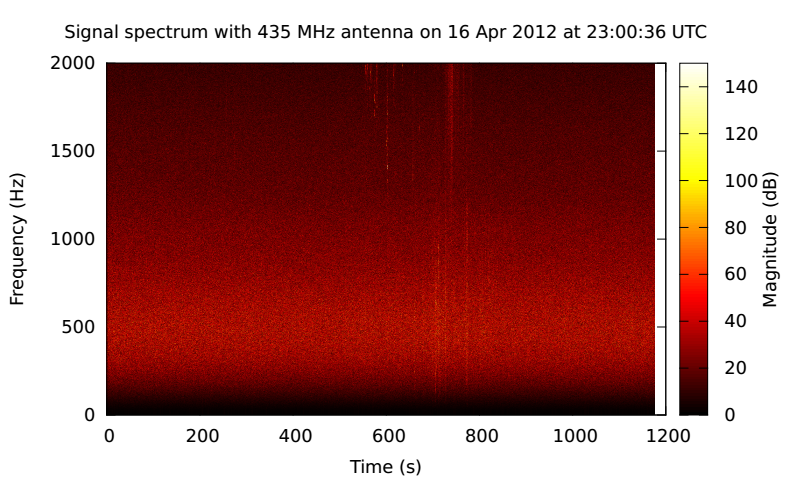 Signal spectrum with 435 MHz antenna on 16 Apr 2012 at 23:00:36 UTC
2000
1500
1000
500
0
Frequency (Hz)
0 200 400 600 800 1000 1200
Time (s)
140
120
100
80
60
40
20
0
Magnitude (dB)